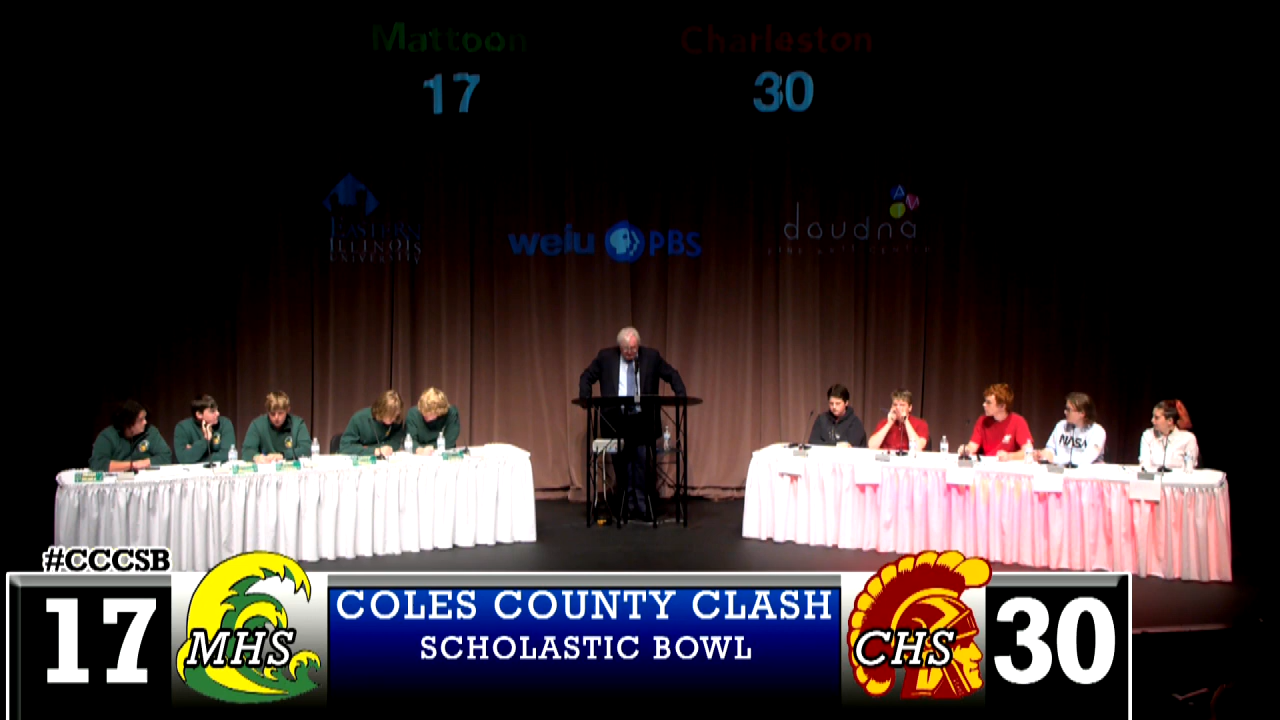 Mattoon
Charleston
17
30
EASTERN
ILLINOIS
UNIVERSITY
weiu PBS
doudna
NASA
#CCCSB
17
MHS
COLES COUNTY CLASH
SCHOLASTIC BOWL
CHS
30